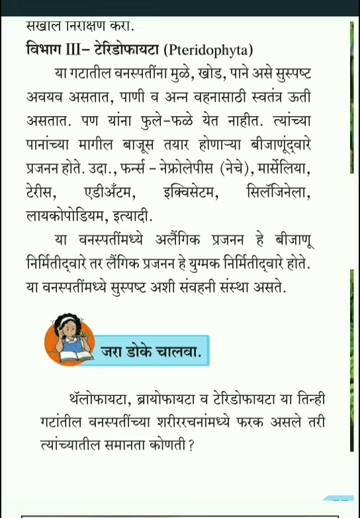 सखोल निरीक्षण करा.
विभाग III– टेरिडोफायटा (Pteridophyta)
या गटातील वनस्पतींना मुळे, खोड, पाने असे सुस्पष्ट
अवयव असतात, पाणी व अन्न वहनासाठी स्वतंत्र ऊती
असतात. पण यांना फुले-फळे येत नाहीत. त्यांच्या
पानांच्या मागील बाजूस तयार होणाऱ्या बीजाणूंद्वारे
प्रजनन होते. उदा., फर्न्स – नेफ्रोलेपीस (नेचे), मार्सेलिया,
टेरीस, एडीअँटम, इक्विसेटम, सिलॅजिनेला,
लायकोपोडियम, इत्यादी.
या वनस्पतींमध्ये अलैंगिक प्रजनन हे बीजाणू
निर्मितीद्वारे तर लैंगिक प्रजनन हे युग्मक निर्मितीद्वारे होते.
या वनस्पतींमध्ये सुस्पष्ट अशी संवहनी संस्था असते.
जरा डोके चालवा.
थॅलोफायटा, ब्रायोफायटा व टेरिडोफायटा या तिन्ही
गटांतील वनस्पतींच्या शरीररचनांमध्ये फरक असले तरी
त्यांच्यातील समानता कोणती ?